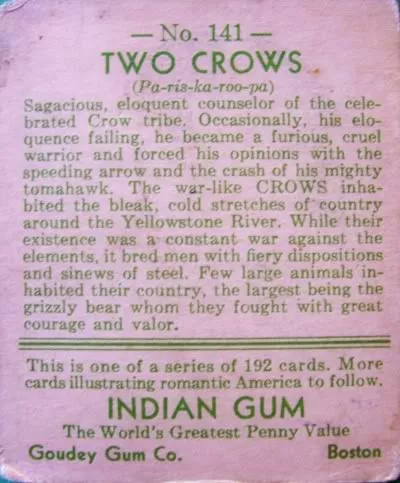 — No. 141 —
TWO CROWS
(Pa-ris-ka-roo-pa)
Sagacious, eloquent counselor of the cele-
brated Crow tribe. Occasionally, his elo-
quence failing, he became a furious, cruel
warrior and forced his opinions with the
speeding arrow and the crash of his mighty
tomahawk. The war-like CROWS inha-
bited the bleak, cold stretches of country
around the Yellowstone River. While their
existence was a constant war against the
elements, it bred men with fiery dispositions
and sinews of steel. Few large animals in-
habited their country, the largest being the
grizzly bear whom they fought with great
courage and valor.
This is one of a series of 192 cards. More
cards illustrating romantic America to follow.
INDIAN GUM
The World's Greatest Penny Value
Goudey Gum Co. Boston